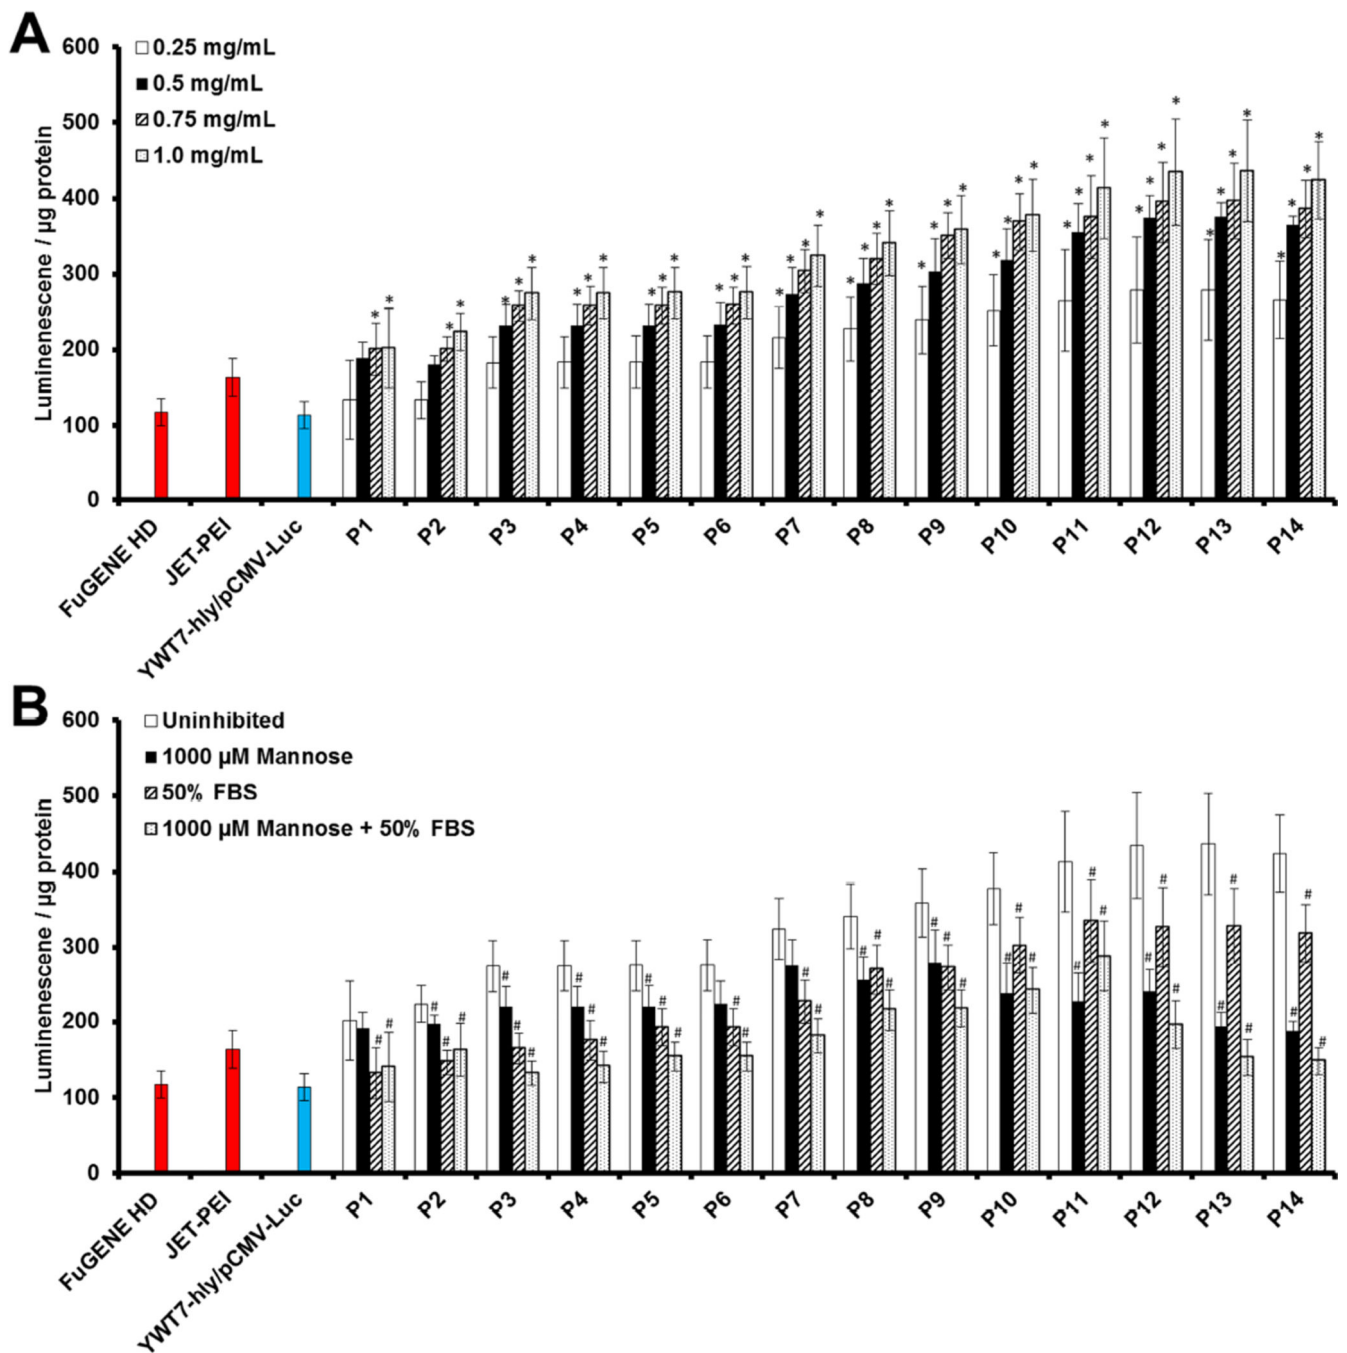 A
600
500
400
300
200
100
0
Luminenescene / µg protein
0.25 mg/mL
0.5 mg/mL
0.75 mg/mL
1.0 mg/mL
FuGENE HD
JET-PEI
YWT7-hly/pCMV-Luc
P1
P2
P3
P4
P5
P6
P7
P8
P9
P10
P11
P12
P13
P14
B
600
500
400
300
200
100
0
Luminenescene / µg protein
Uninhibited
1000 µM Mannose
50% FBS
1000 µM Mannose + 50% FBS
FuGENE HD
JET-PEI
YWT7-hly/pCMV-Luc
P1
P2
P3
P4
P5
P6
P7
P8
P9
P10
P11
P12
P13
P14